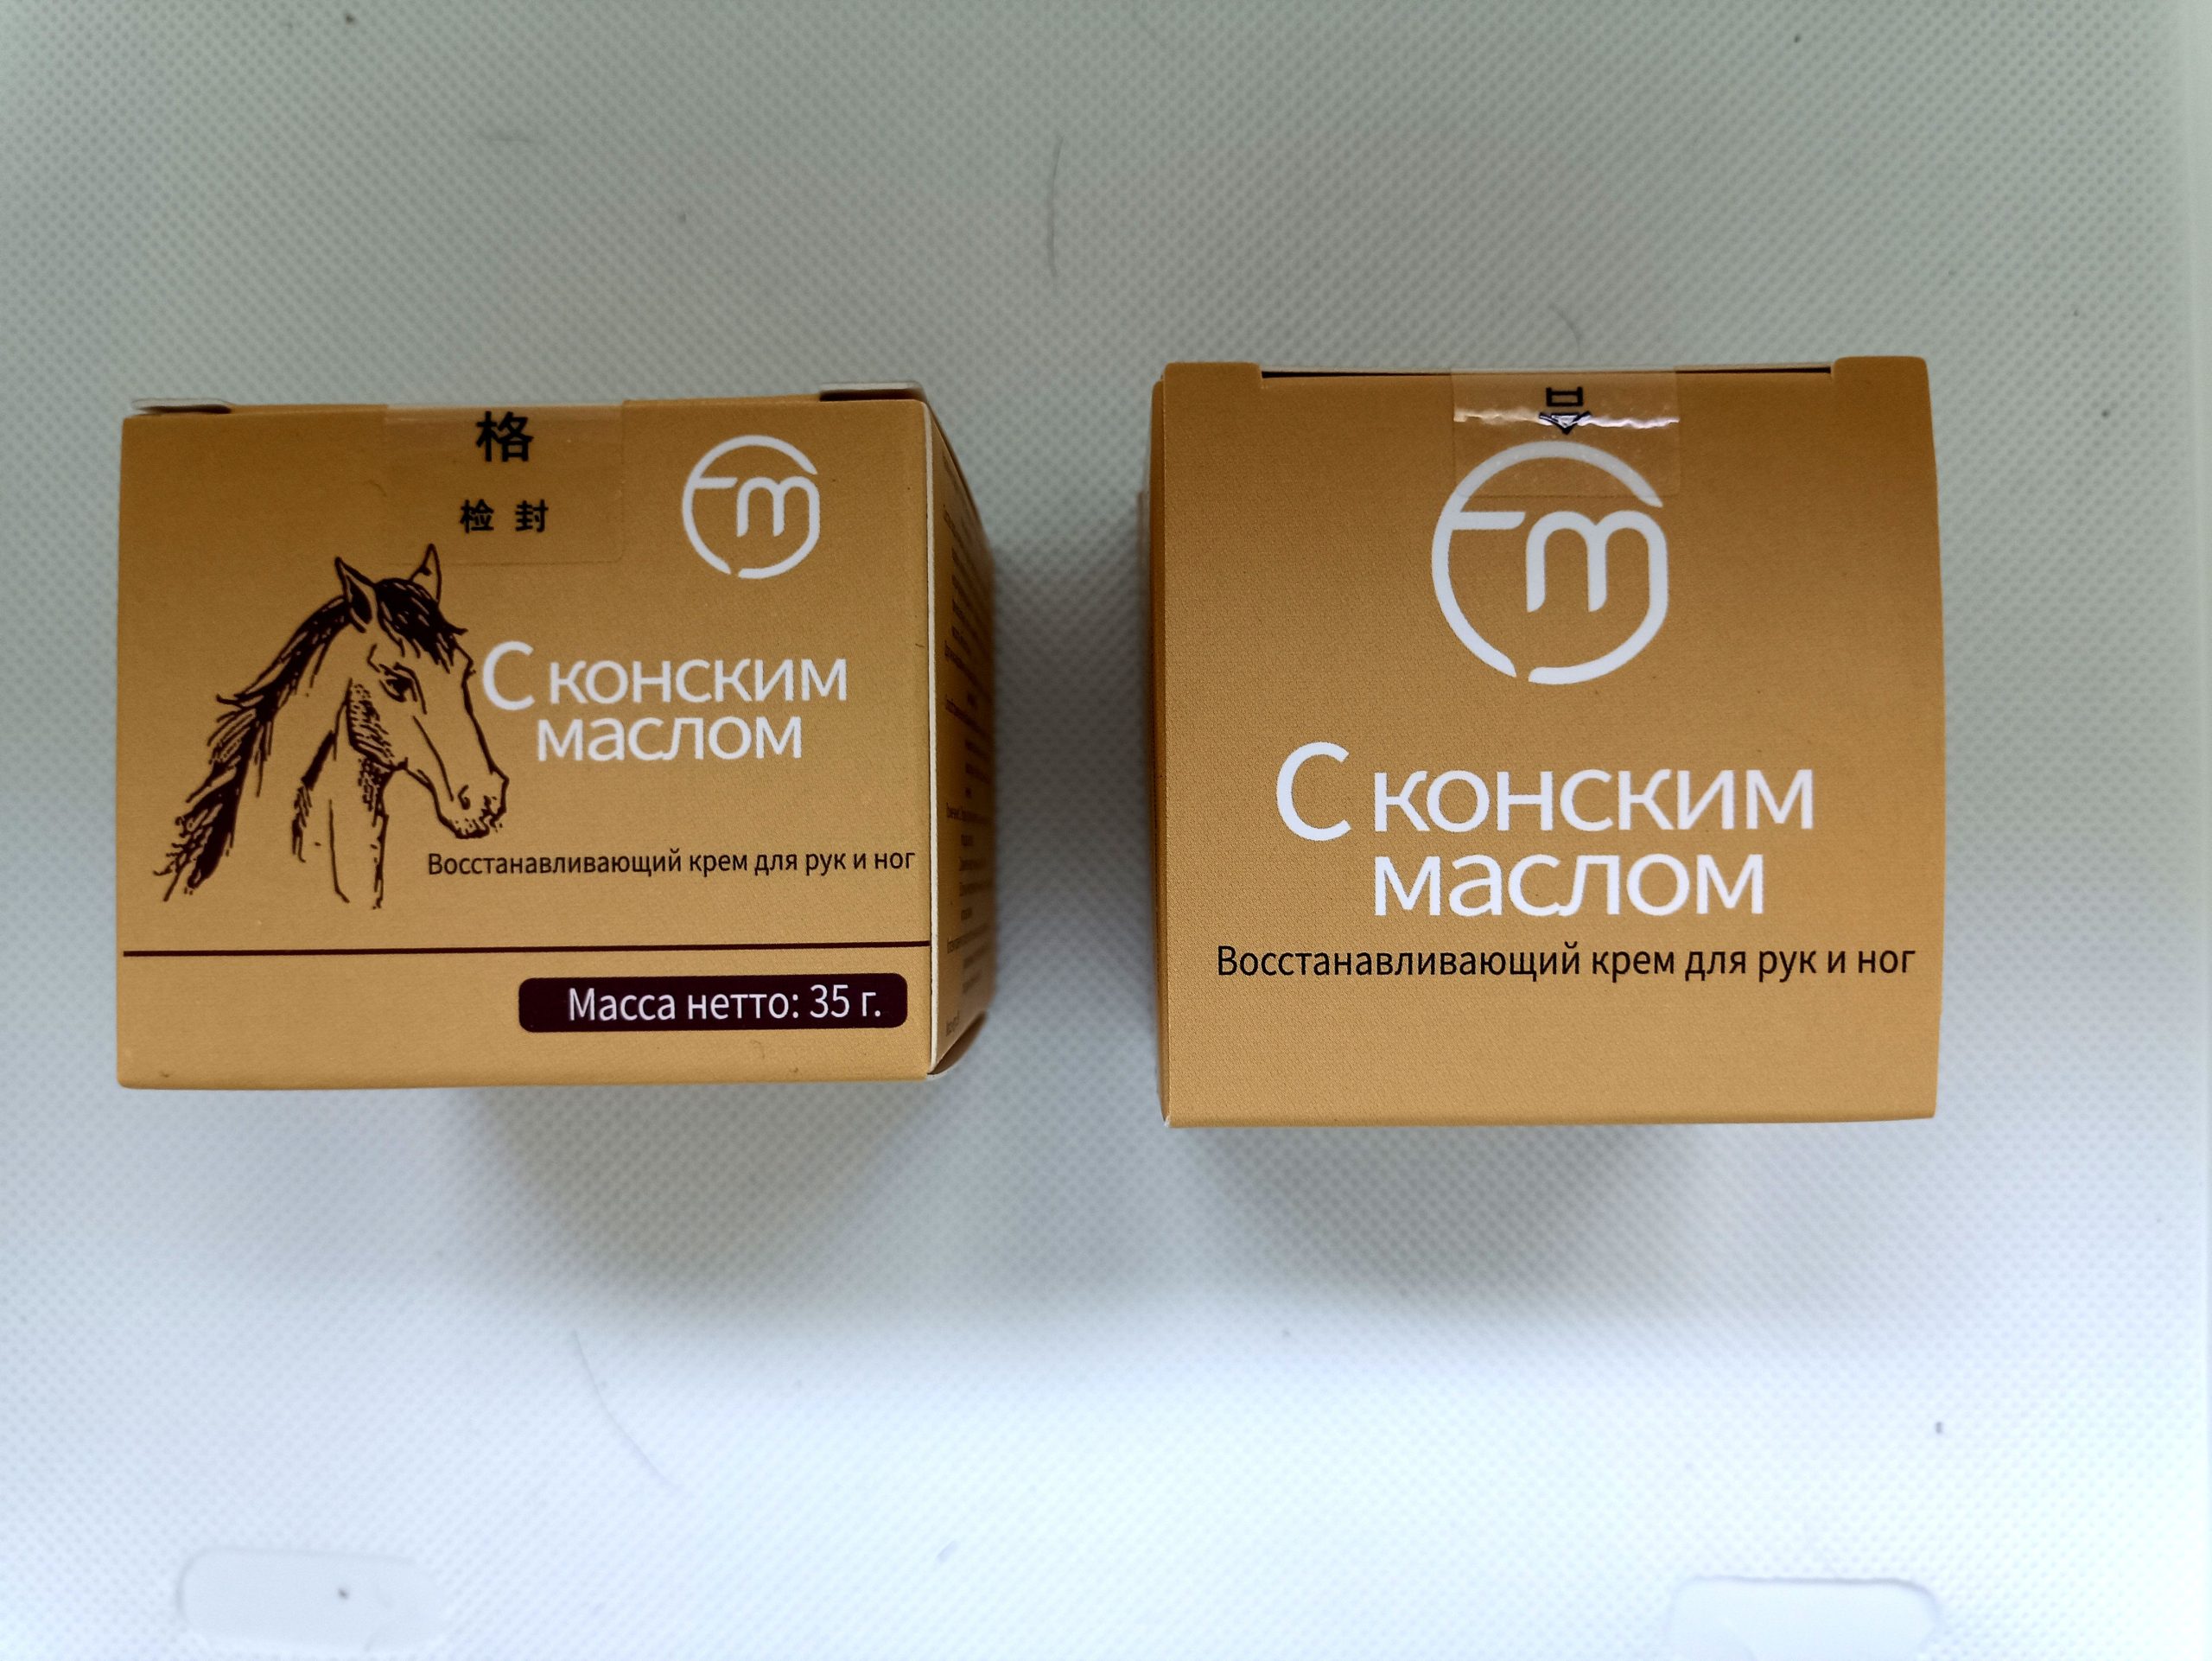 格
检 封
m
С конским
маслом
Восстанавливающий крем для рук и ног
Масса нетто: 35 г.
m
С конским
маслом
Восстанавливающий крем для рук и ног